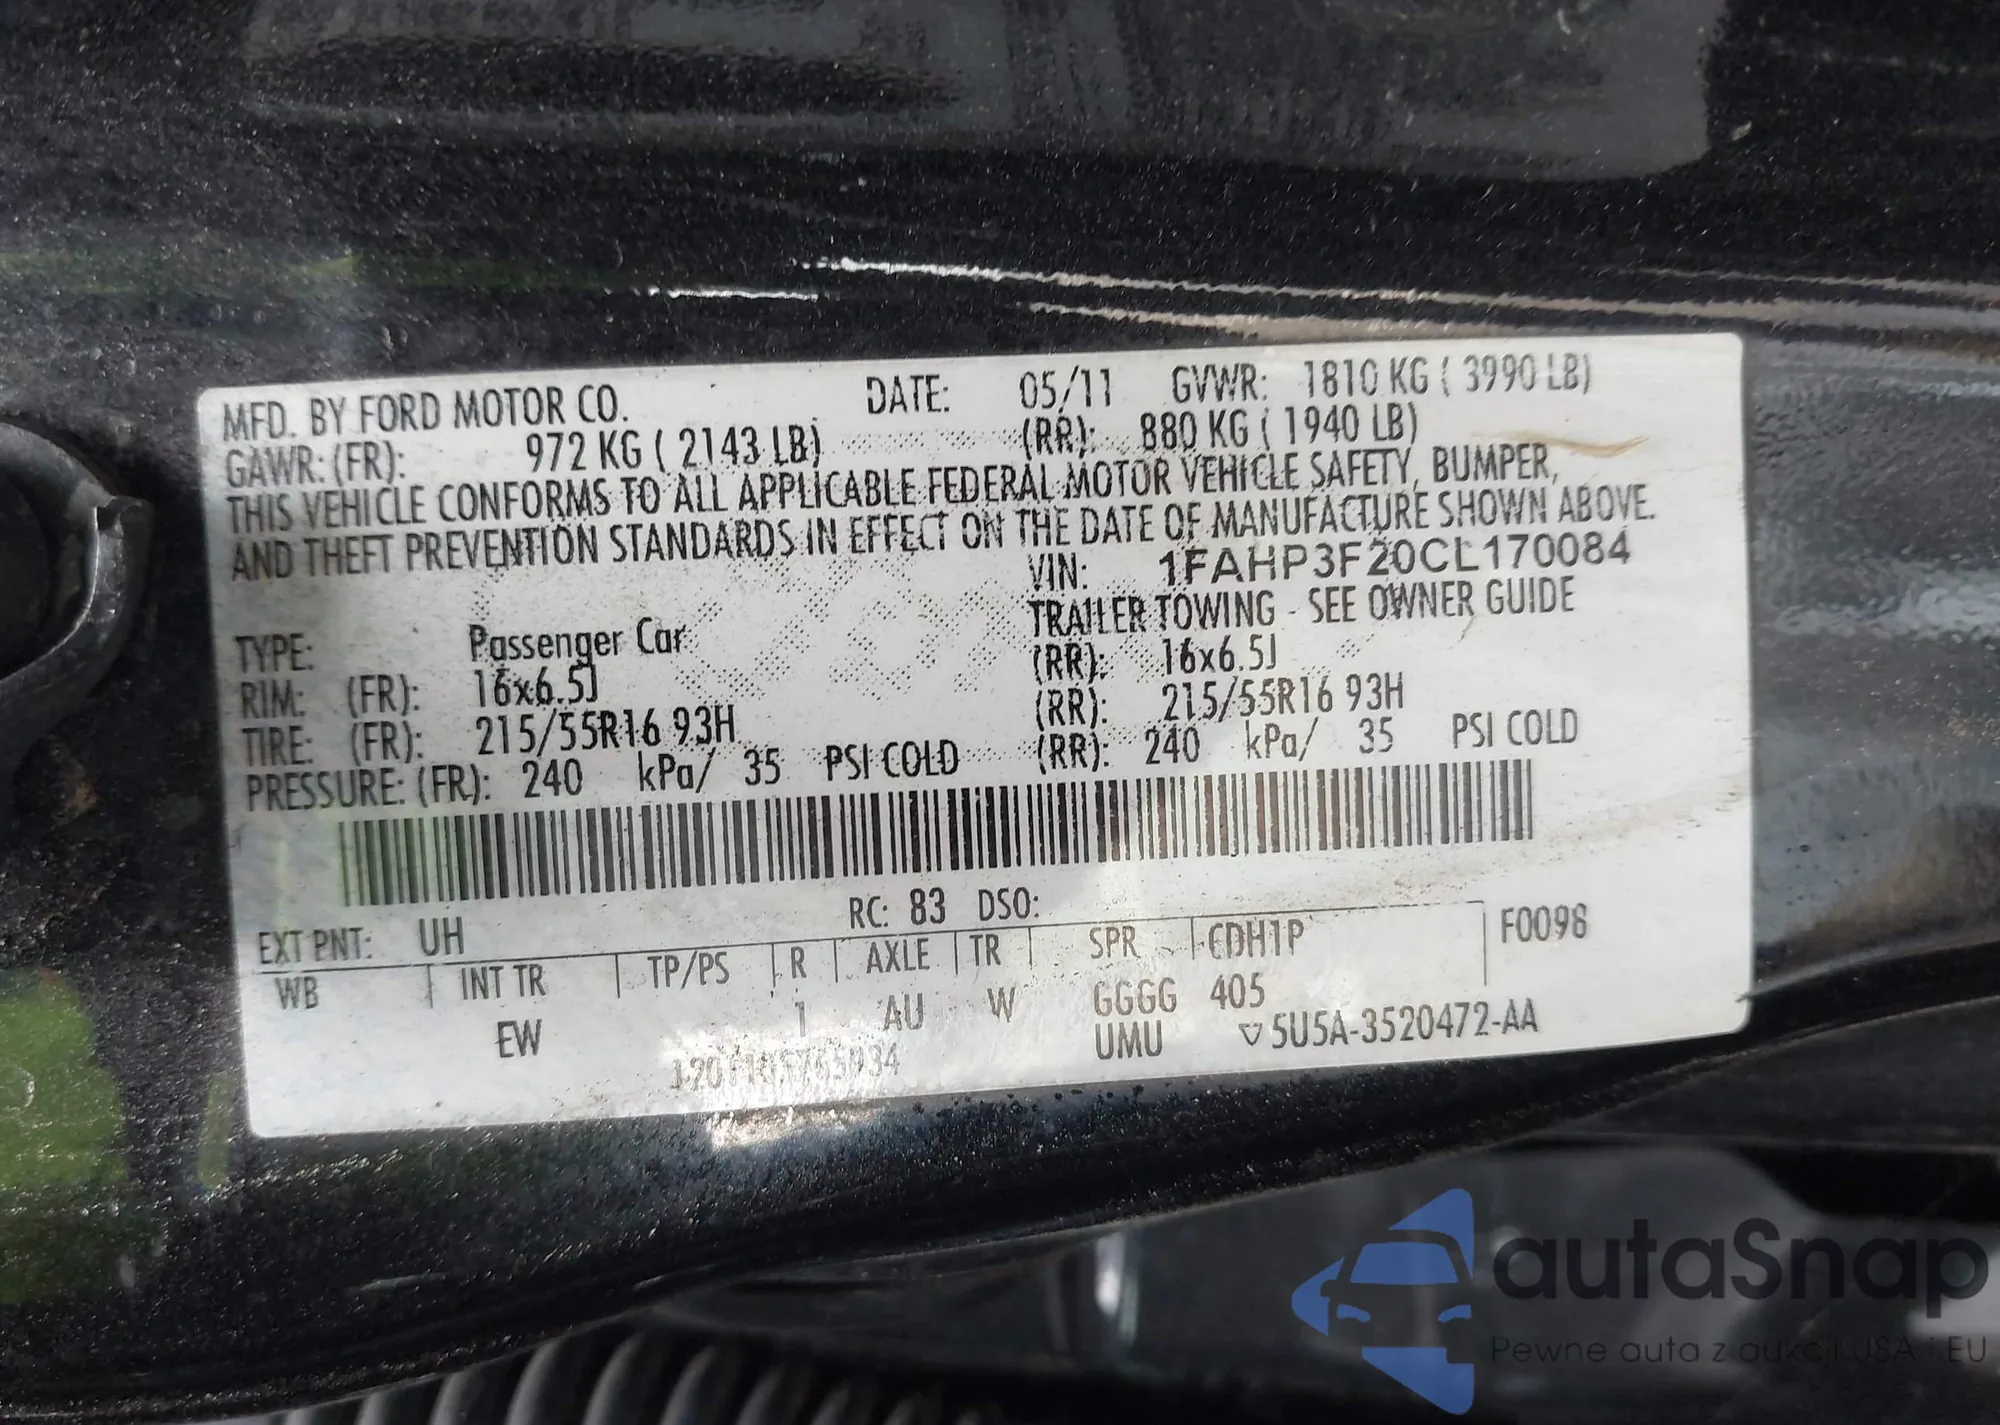 MFD. BY FORD MOTOR CO. DATE: 05/11 GVWR: 1810 KG ( 3990 LB)
GAWR: (FR): 972 KG ( 2143 LB) (RR): 880 KG ( 1940 LB)
THIS VEHICLE CONFORMS TO ALL APPLICABLE FEDERAL MOTOR VEHICLE SAFETY, BUMPER,
AND THEFT PREVENTION STANDARDS IN EFFECT ON THE DATE OF MANUFACTURE SHOWN ABOVE.
VIN: 1FAHP3F20CL170084
TRAILER TOWING - SEE OWNER GUIDE
TYPE: Passenger Car
RIM: (FR): 16x6.5J (RR): 16x6.5J
TIRE: (FR): 215/55R16 93H (RR): 215/55R16 93H
PRESSURE: (FR): 240 kPa/ 35 PSI COLD (RR): 240 kPa/ 35 PSI COLD
RC: 83 DSO:
EXT PNT: UH F0098
WB INT TR TP/PS R AXLE TR SPR CDH1P
EW 1 AU W GGGG 405
UMU 5U5A-3520472-AA
autaSnap
Pewne auta z aukcji USA i EU